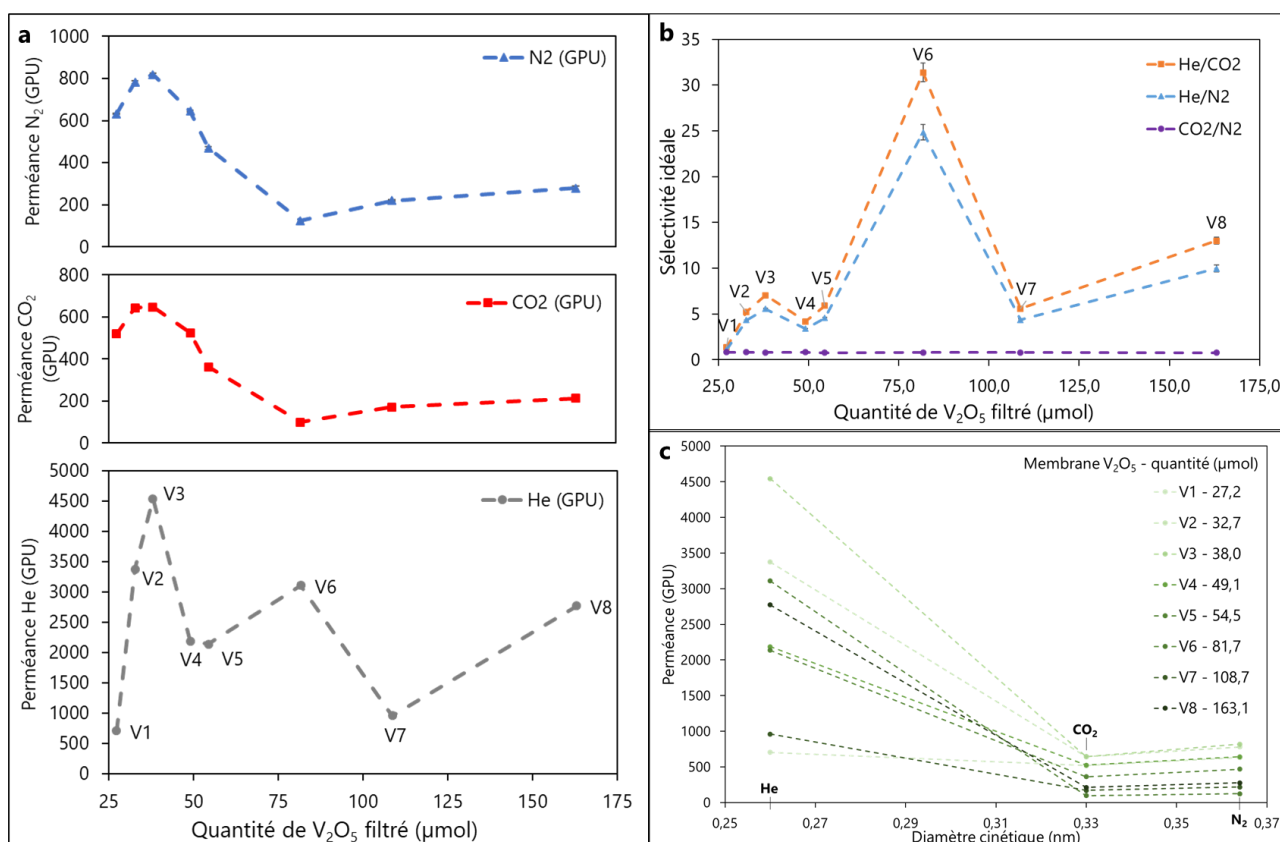 a
1000
900
800
600
400
200
0
Perméance N₂ (GPU)
N2 (GPU)
800
600
400
200
0
Perméance CO₂
(GPU)
CO2 (GPU)
5000
4500
4000
3500
3000
2500
2000
1500
1000
500
0
Perméance He (GPU)
He (GPU)
V3
V2
V6
V8
V4
V5
V1
V7
25
50
75
100
125
150
175
Quantité de V₂O₅ filtré (µmol)
b
35
30
25
20
15
10
5
0
Sélectivité idéale
V6
He/CO2
He/N2
CO2/N2
V8
V3
V2
V5
V7
V4
V1
25,0
50,0
75,0
100,0
125,0
150,0
175,0
Quantité de V₂O₅ filtré (µmol)
c
Membrane V₂O₅ - quantité (µmol)
V1 - 27,2
V2 - 32,7
V3 - 38,0
V4 - 49,1
V5 - 54,5
V6 - 81,7
V7 - 108,7
V8 - 163,1
5000
4500
4000
3500
3000
2500
2000
1500
1000
500
0
Perméance (GPU)
CO₂
He
N₂
0,25
0,27
0,29
0,31
0,33
0,35
0,37
Diamètre cinétique (nm)